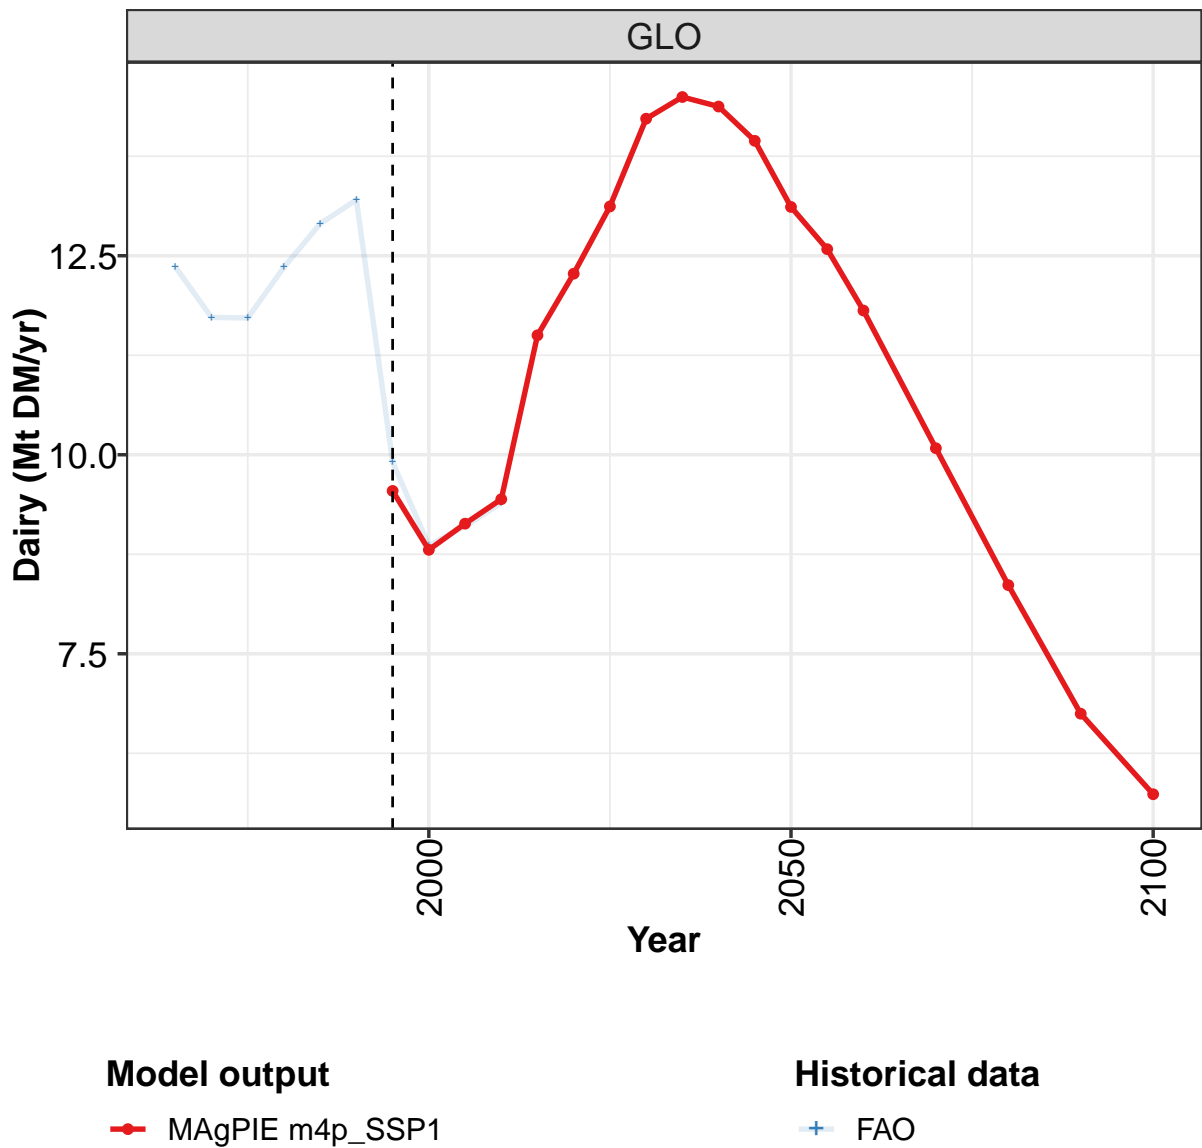 GLO
Dairy (Mt DM/yr)
12.5
10.0
7.5
2000
2050
2100
Year
Model output
MAgPIE m4p_SSP1
Historical data
FAO